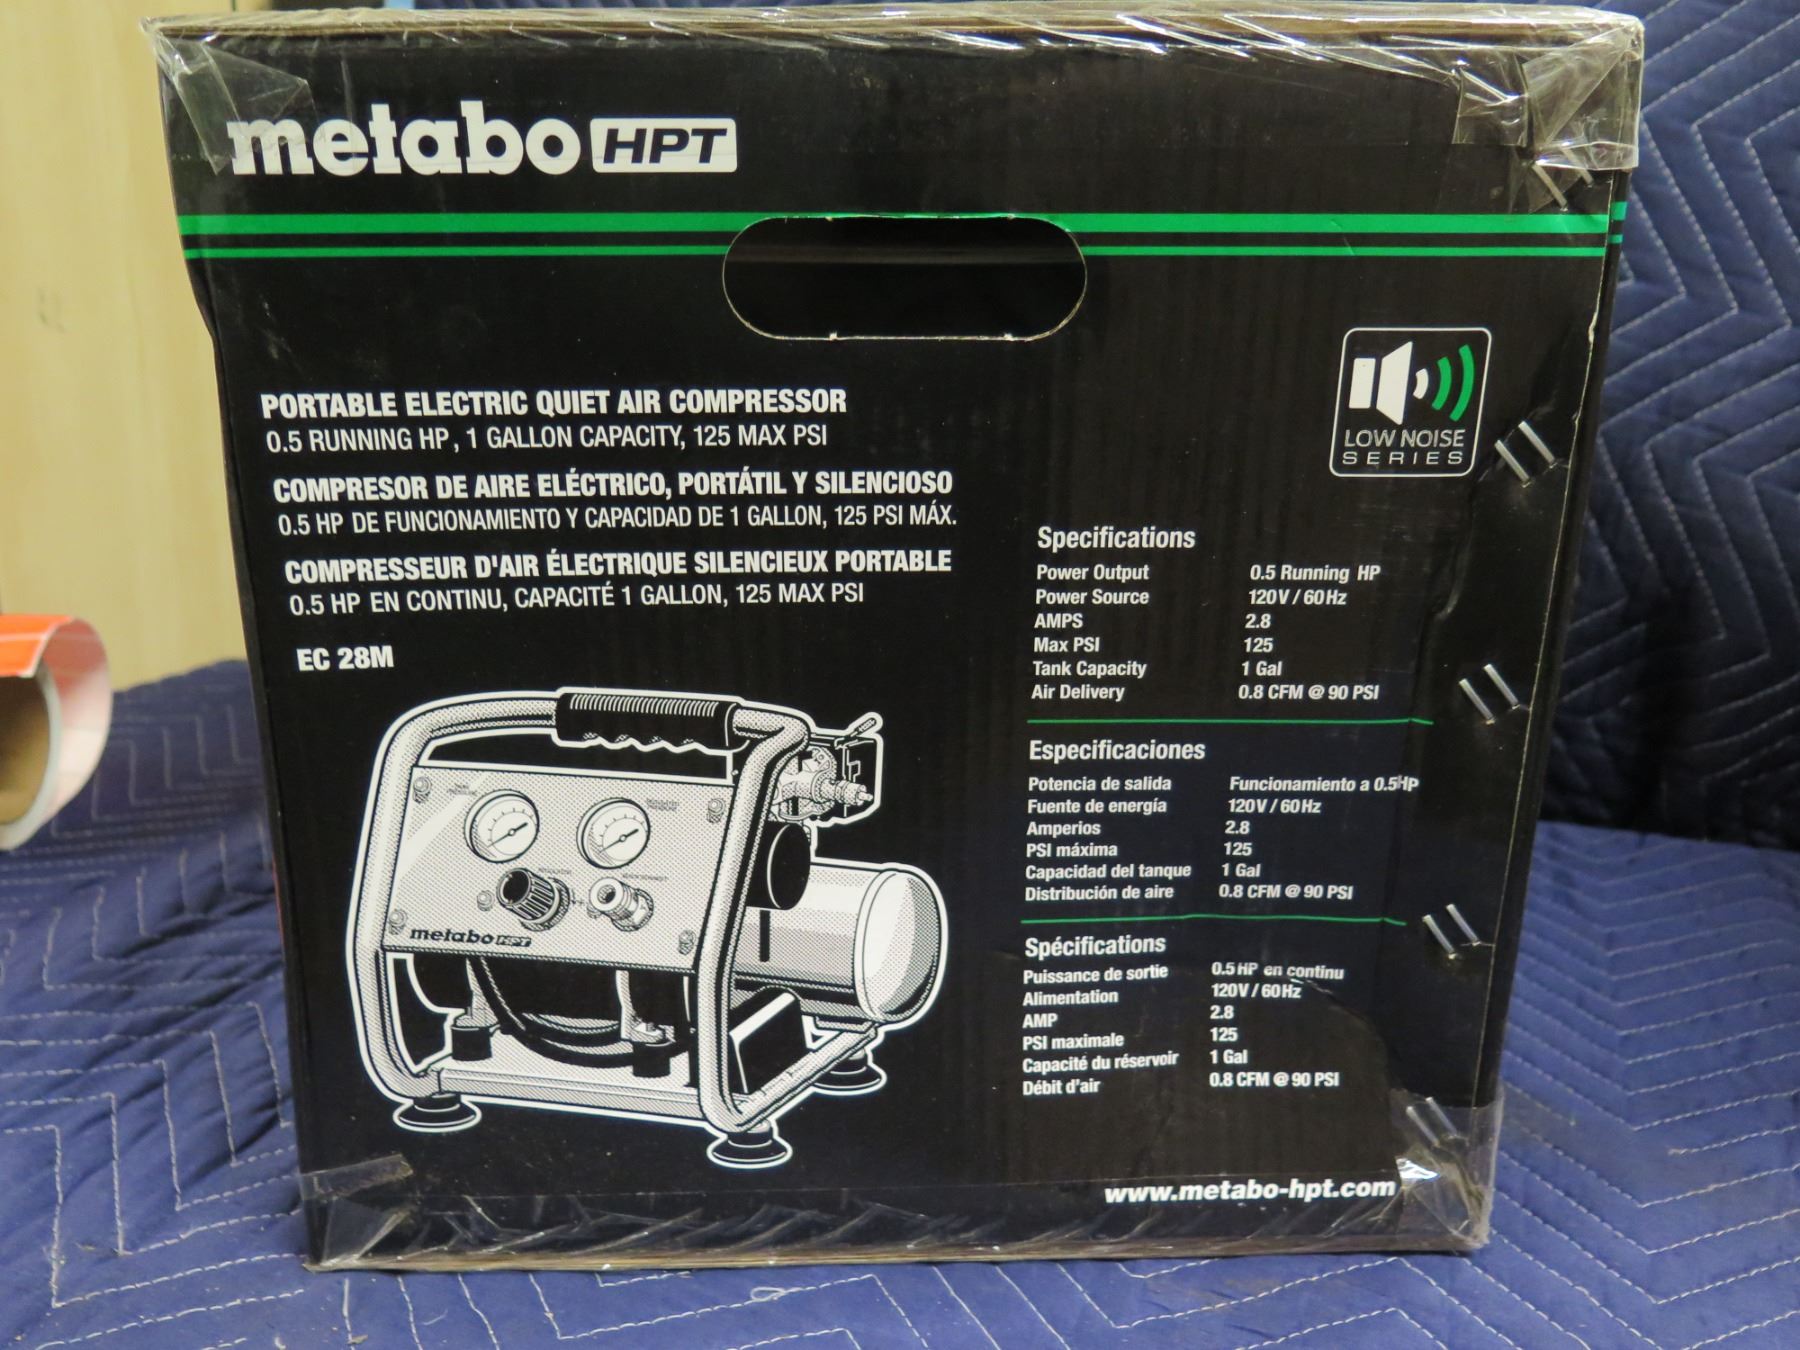 metabo HPT
PORTABLE ELECTRIC QUIET AIR COMPRESSOR
0.5 RUNNING HP, 1 GALLON CAPACITY, 125 MAX PSI
COMPRESOR DE AIRE ELÉCTRICO, PORTÁTIL Y SILENCIOSO
0.5 HP DE FUNCIONAMIENTO Y CAPACIDAD DE 1 GALLON, 125 PSI MÁX.
COMPRESSEUR D'AIR ÉLECTRIQUE SILENCIEUX PORTABLE
0.5 HP EN CONTINU, CAPACITÉ 1 GALLON, 125 MAX PSI
EC 28M
metabo HPT
LOW NOISE
SERIES
Specifications
Power Output 0.5 Running HP
Power Source 120V / 60Hz
AMPS 2.8
Max PSI 125
Tank Capacity 1 Gal
Air Delivery 0.8 CFM @ 90 PSI
Especificaciones
Potencia de salida Funcionamiento a 0.5HP
Fuente de energía 120V / 60Hz
Amperios 2.8
PSI máxima 125
Capacidad del tanque 1 Gal
Distribución de aire 0.8 CFM @ 90 PSI
Spécifications
Puissance de sortie 0.5 HP en continu
Alimentation 120V / 60Hz
AMP 2.8
PSI maximale 125
Capacité du réservoir 1 Gal
Débit d'air 0.8 CFM @ 90 PSI
www.metabo-hpt.com